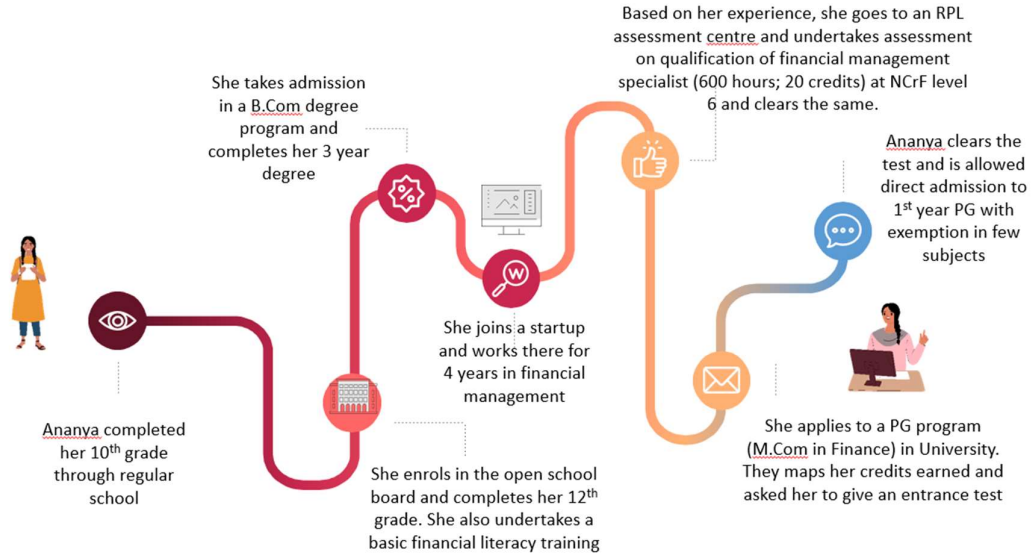 Ananya completed
her 10th grade
through regular
school
She enrols in the open school
board and completes her 12th
grade. She also undertakes a
basic financial literacy training
She takes admission
in a B.Com degree
program and
completes her 3 year
degree
W
She joins a startup
and works there for
4 years in financial
management
Based on her experience, she goes to an RPL
assessment centre and undertakes assessment
on qualification of financial management
specialist (600 hours; 20 credits) at NCrF level
6 and clears the same.
She applies to a PG program
(M.Com in Finance) in University.
They maps her credits earned and
asked her to give an entrance test
Ananya clears the
test and is allowed
direct admission to
1st year PG with
exemption in few
subjects